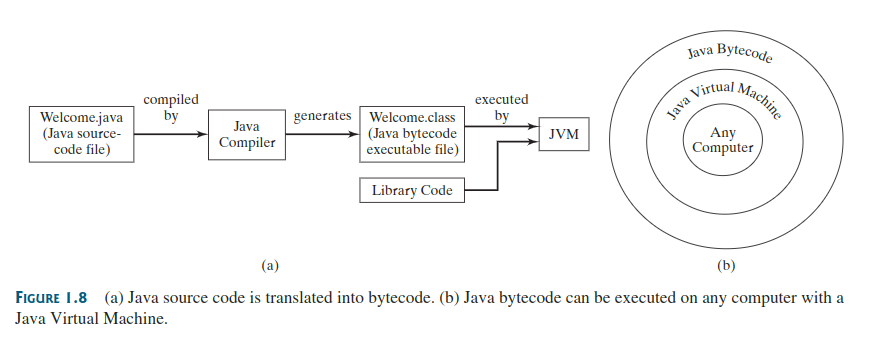 Welcome.java
(Java source-
code file)
compiled
by
Java
Compiler
generates
Welcome.class
(Java bytecode
executable file)
Library Code
executed
by
JVM
(a)
Java Bytecode
Java Virtual Machine
Any
Computer
(b)
FIGURE 1.8 (a) Java source code is translated into bytecode. (b) Java bytecode can be executed on any computer with a
Java Virtual Machine.